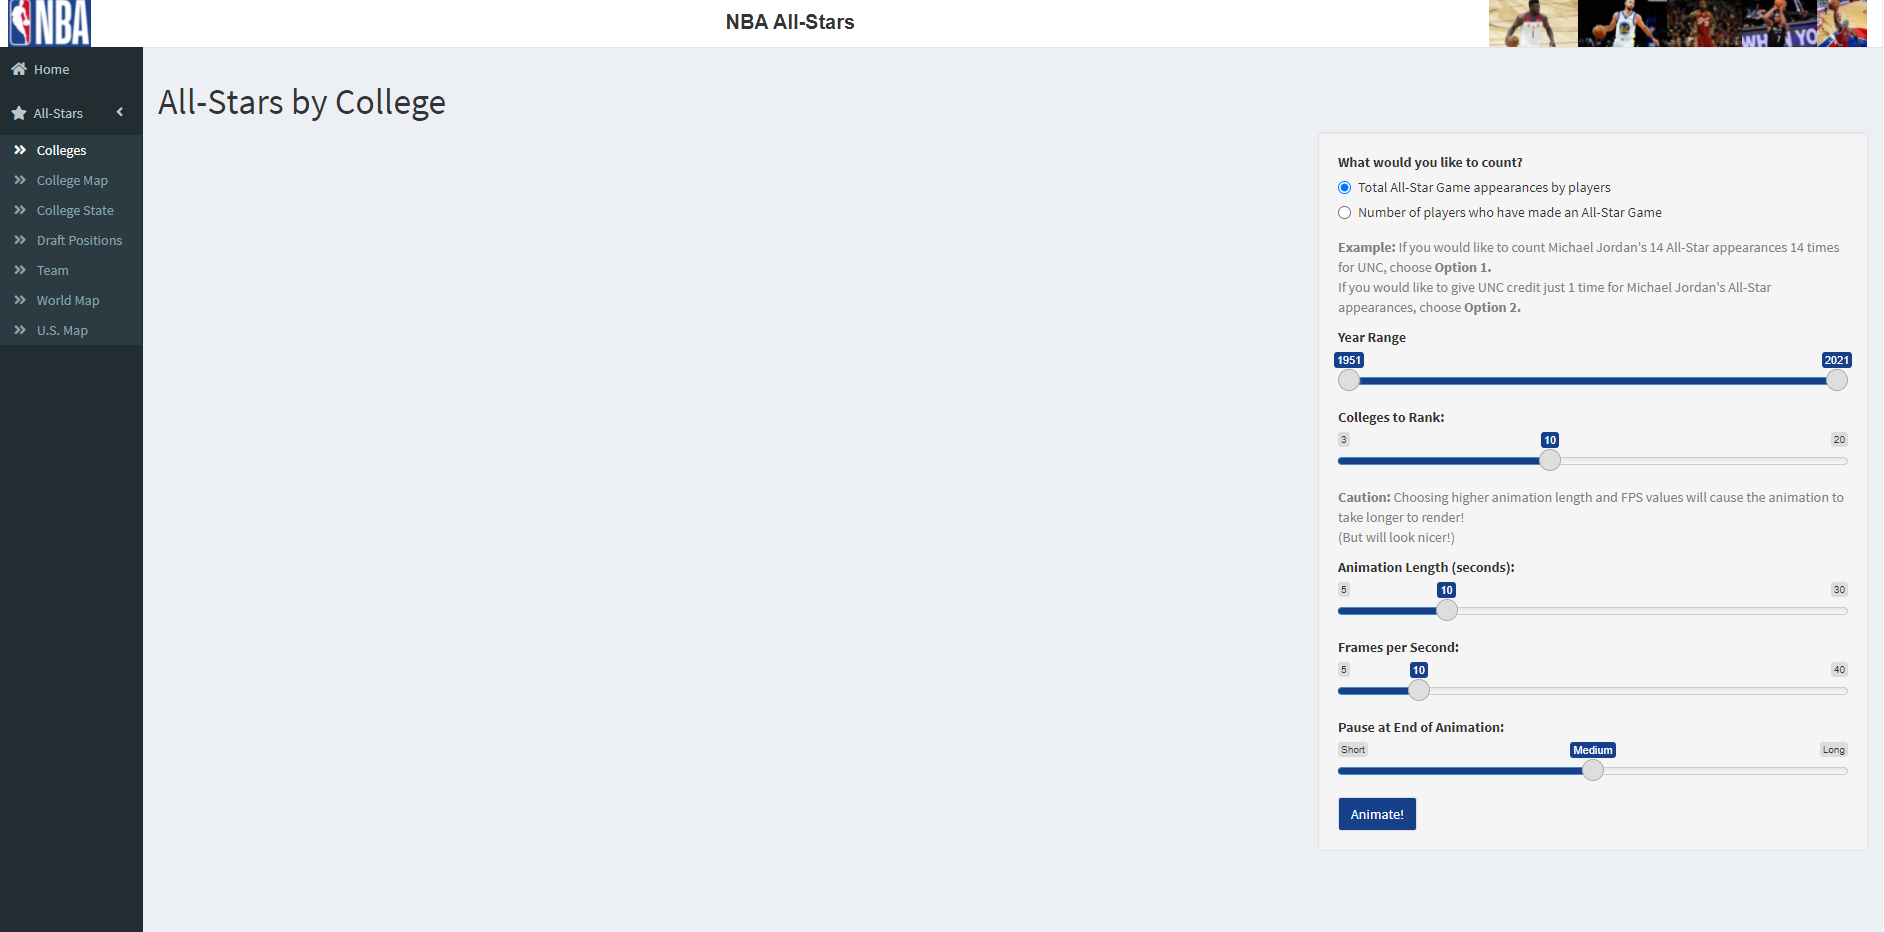 NBA
NBA All-Stars
Home
All-Stars
Colleges
College Map
College State
Draft Positions
Team
World Map
U.S. Map
All-Stars by College
What would you like to count?
Total All-Star Game appearances by players
Number of players who have made an All-Star Game
Example: If you would like to count Michael Jordan's 14 All-Star appearances 14 times
for UNC, choose Option 1.
If you would like to give UNC credit just 1 time for Michael Jordan's All-Star
appearances, choose Option 2.
Year Range
1951 2021
Colleges to Rank:
3 10 20
Caution: Choosing higher animation length and FPS values will cause the animation to
take longer to render!
(But will look nicer!)
Animation Length (seconds):
5 10 30
Frames per Second:
5 10 40
Pause at End of Animation:
Short Medium Long
Animate!